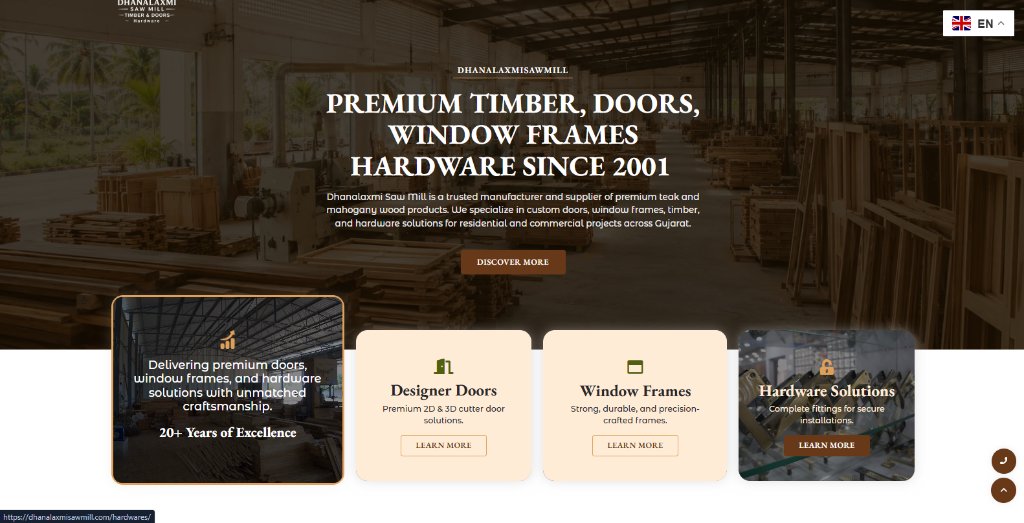 DHANALAXMI
SAW MILL
TIMBER & DOORS
Hardware
EN
DHANALAXMISAWMILL
PREMIUM TIMBER, DOORS,
WINDOW FRAMES
HARDWARE SINCE 2001
Dhanalaxmi Saw Mill is a trusted manufacturer and supplier of premium teak and
mahogany wood products. We specialize in custom doors, window frames, timber,
and hardware solutions for residential and commercial projects across Gujarat.
DISCOVER MORE
Delivering premium doors,
window frames, and hardware
solutions with unmatched
craftsmanship.
20+ Years of Excellence
Designer Doors
Premium 2D & 3D cutter door
solutions.
LEARN MORE
Window Frames
Strong, durable, and precision-
crafted frames.
LEARN MORE
Hardware Solutions
Complete fittings for secure
installations.
LEARN MORE
https://dhanalaxmisawmill.com/hardwares/